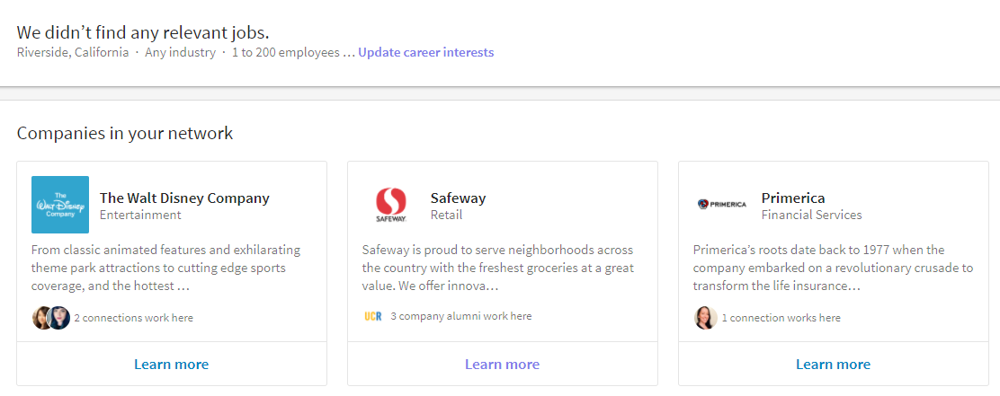 We didn’t find any relevant jobs.
Riverside, California · Any industry · 1 to 200 employees … Update career interests
Companies in your network
The Walt Disney Company
The Walt Disney Company
Entertainment
From classic animated features and exhilarating
theme park attractions to cutting edge sports
coverage, and the hottest …
2 connections work here
Learn more
SAFEWAY
Safeway
Retail
Safeway is proud to serve neighborhoods across
the country with the freshest groceries at a great
value. We offer innova…
UCR 3 company alumni work here
Learn more
PRIMERICA
Primerica
Financial Services
Primerica’s roots date back to 1977 when the
company embarked on a revolutionary crusade to
transform the life insurance…
1 connection works here
Learn more